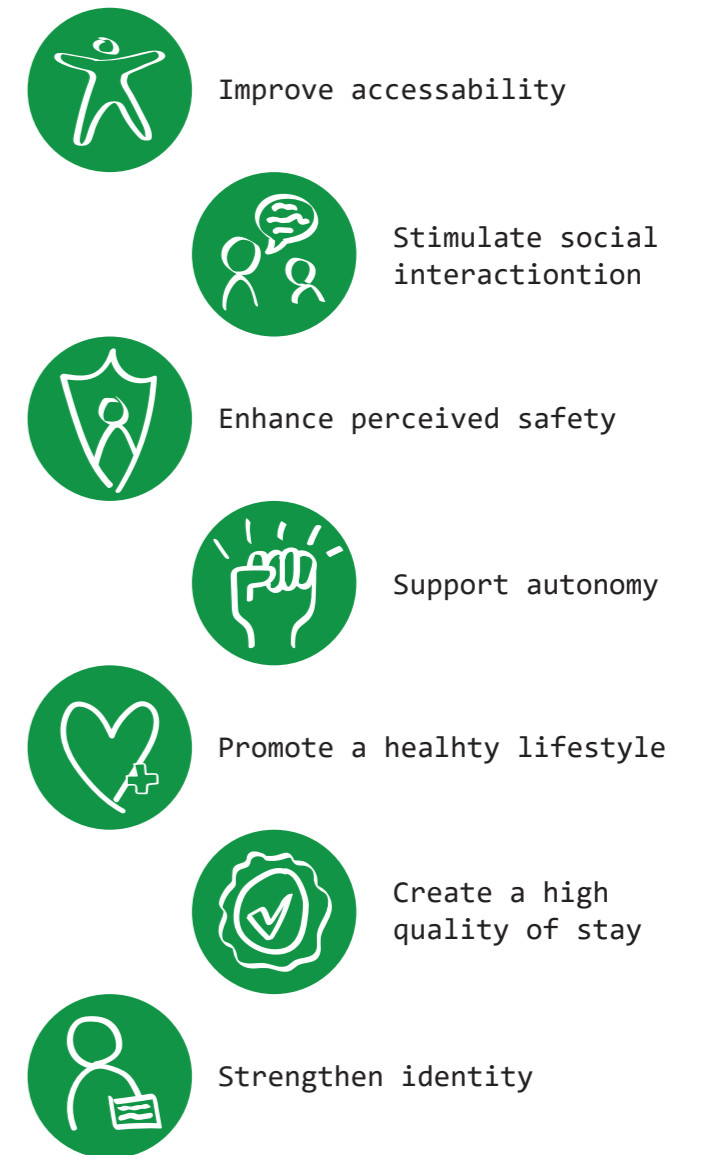 Improve accessability
Stimulate social
interactiontion
Enhance perceived safety
Support autonomy
Promote a healhty lifestyle
Create a high
quality of stay
Strengthen identity